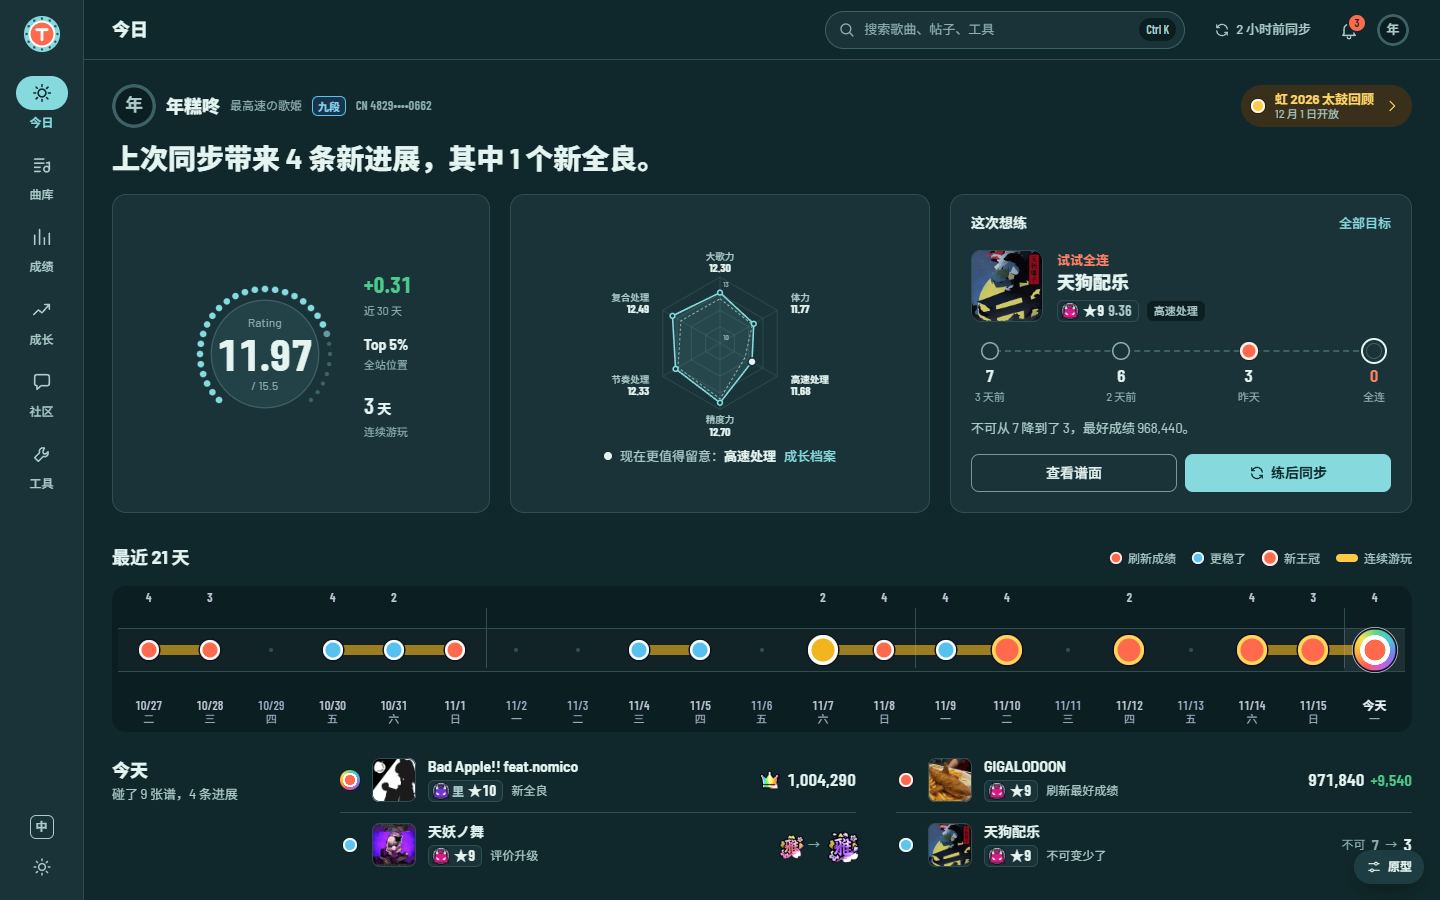 T
今日
搜索歌曲、帖子、工具
Ctrl K
2 小时前同步
3
年
今日
曲库
成绩
成长
社区
工具
中
年
年糕咚
最高速の歌姫
九段
CN 4829••••0662
虹 2026 太鼓回顾
12 月 1 日开放
上次同步带来 4 条新进展，其中 1 个新全良。
Rating
11.97
/ 15.5
+0.31
近 30 天
Top 5%
全站位置
3 天
连续游玩
大歌力
12.30
13
10
复合处理
12.49
体力
11.77
节奏处理
12.33
高速处理
11.68
精度力
12.70
现在更值得留意：高速处理 成长档案
这次想练
全部目标
试试全连
天狗配乐
★9 9.36
高速处理
7
6
3
0
3 天前
2 天前
昨天
全连
不可从 7 降到了 3，最好成绩 968,440。
查看谱面
练后同步
最近 21 天
刷新成绩
更稳了
新王冠
连续游玩
4 3 4 2 2 4 4 4 2 4 3 4
10/27 10/28 10/29 10/30 10/31 11/1 11/2 11/3 11/4 11/5 11/6 11/7 11/8 11/9 11/10 11/11 11/12 11/13 11/14 11/15 今天
二 三 四 五 六 日 一 二 三 四 五 六 日 一 二 三 四 五 六 日 一
今天
碰了 9 张谱，4 条进展
Bad Apple!! feat.nomico
里 ★10
新全良
1,004,290
GIGALODOON
★9
刷新最好成绩
971,840 +9,540
天妖ノ舞
★9
评价升级
雅 → 雅
天狗配乐
★9
不可变少了
不可 7 → 3
原型